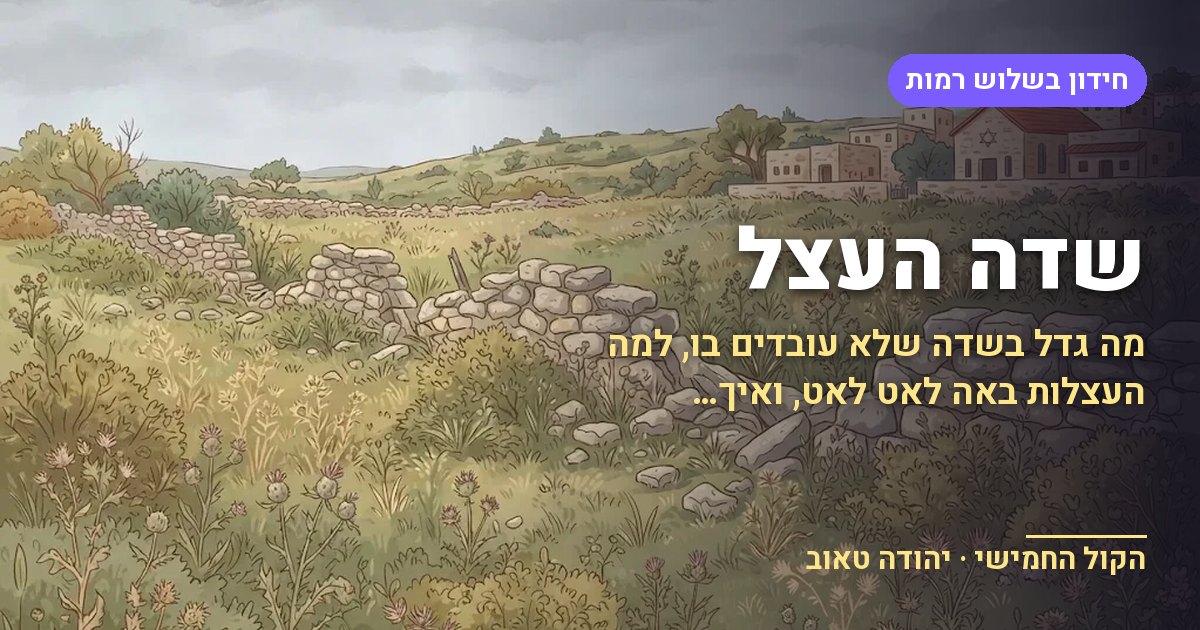 חידון בשלוש רמות
שדה העצל
מה גדל בשדה שלא עובדים בו, למה
העצלות באה לאט לאט, ואיך...
הקול החמישי · יהודה טאוב